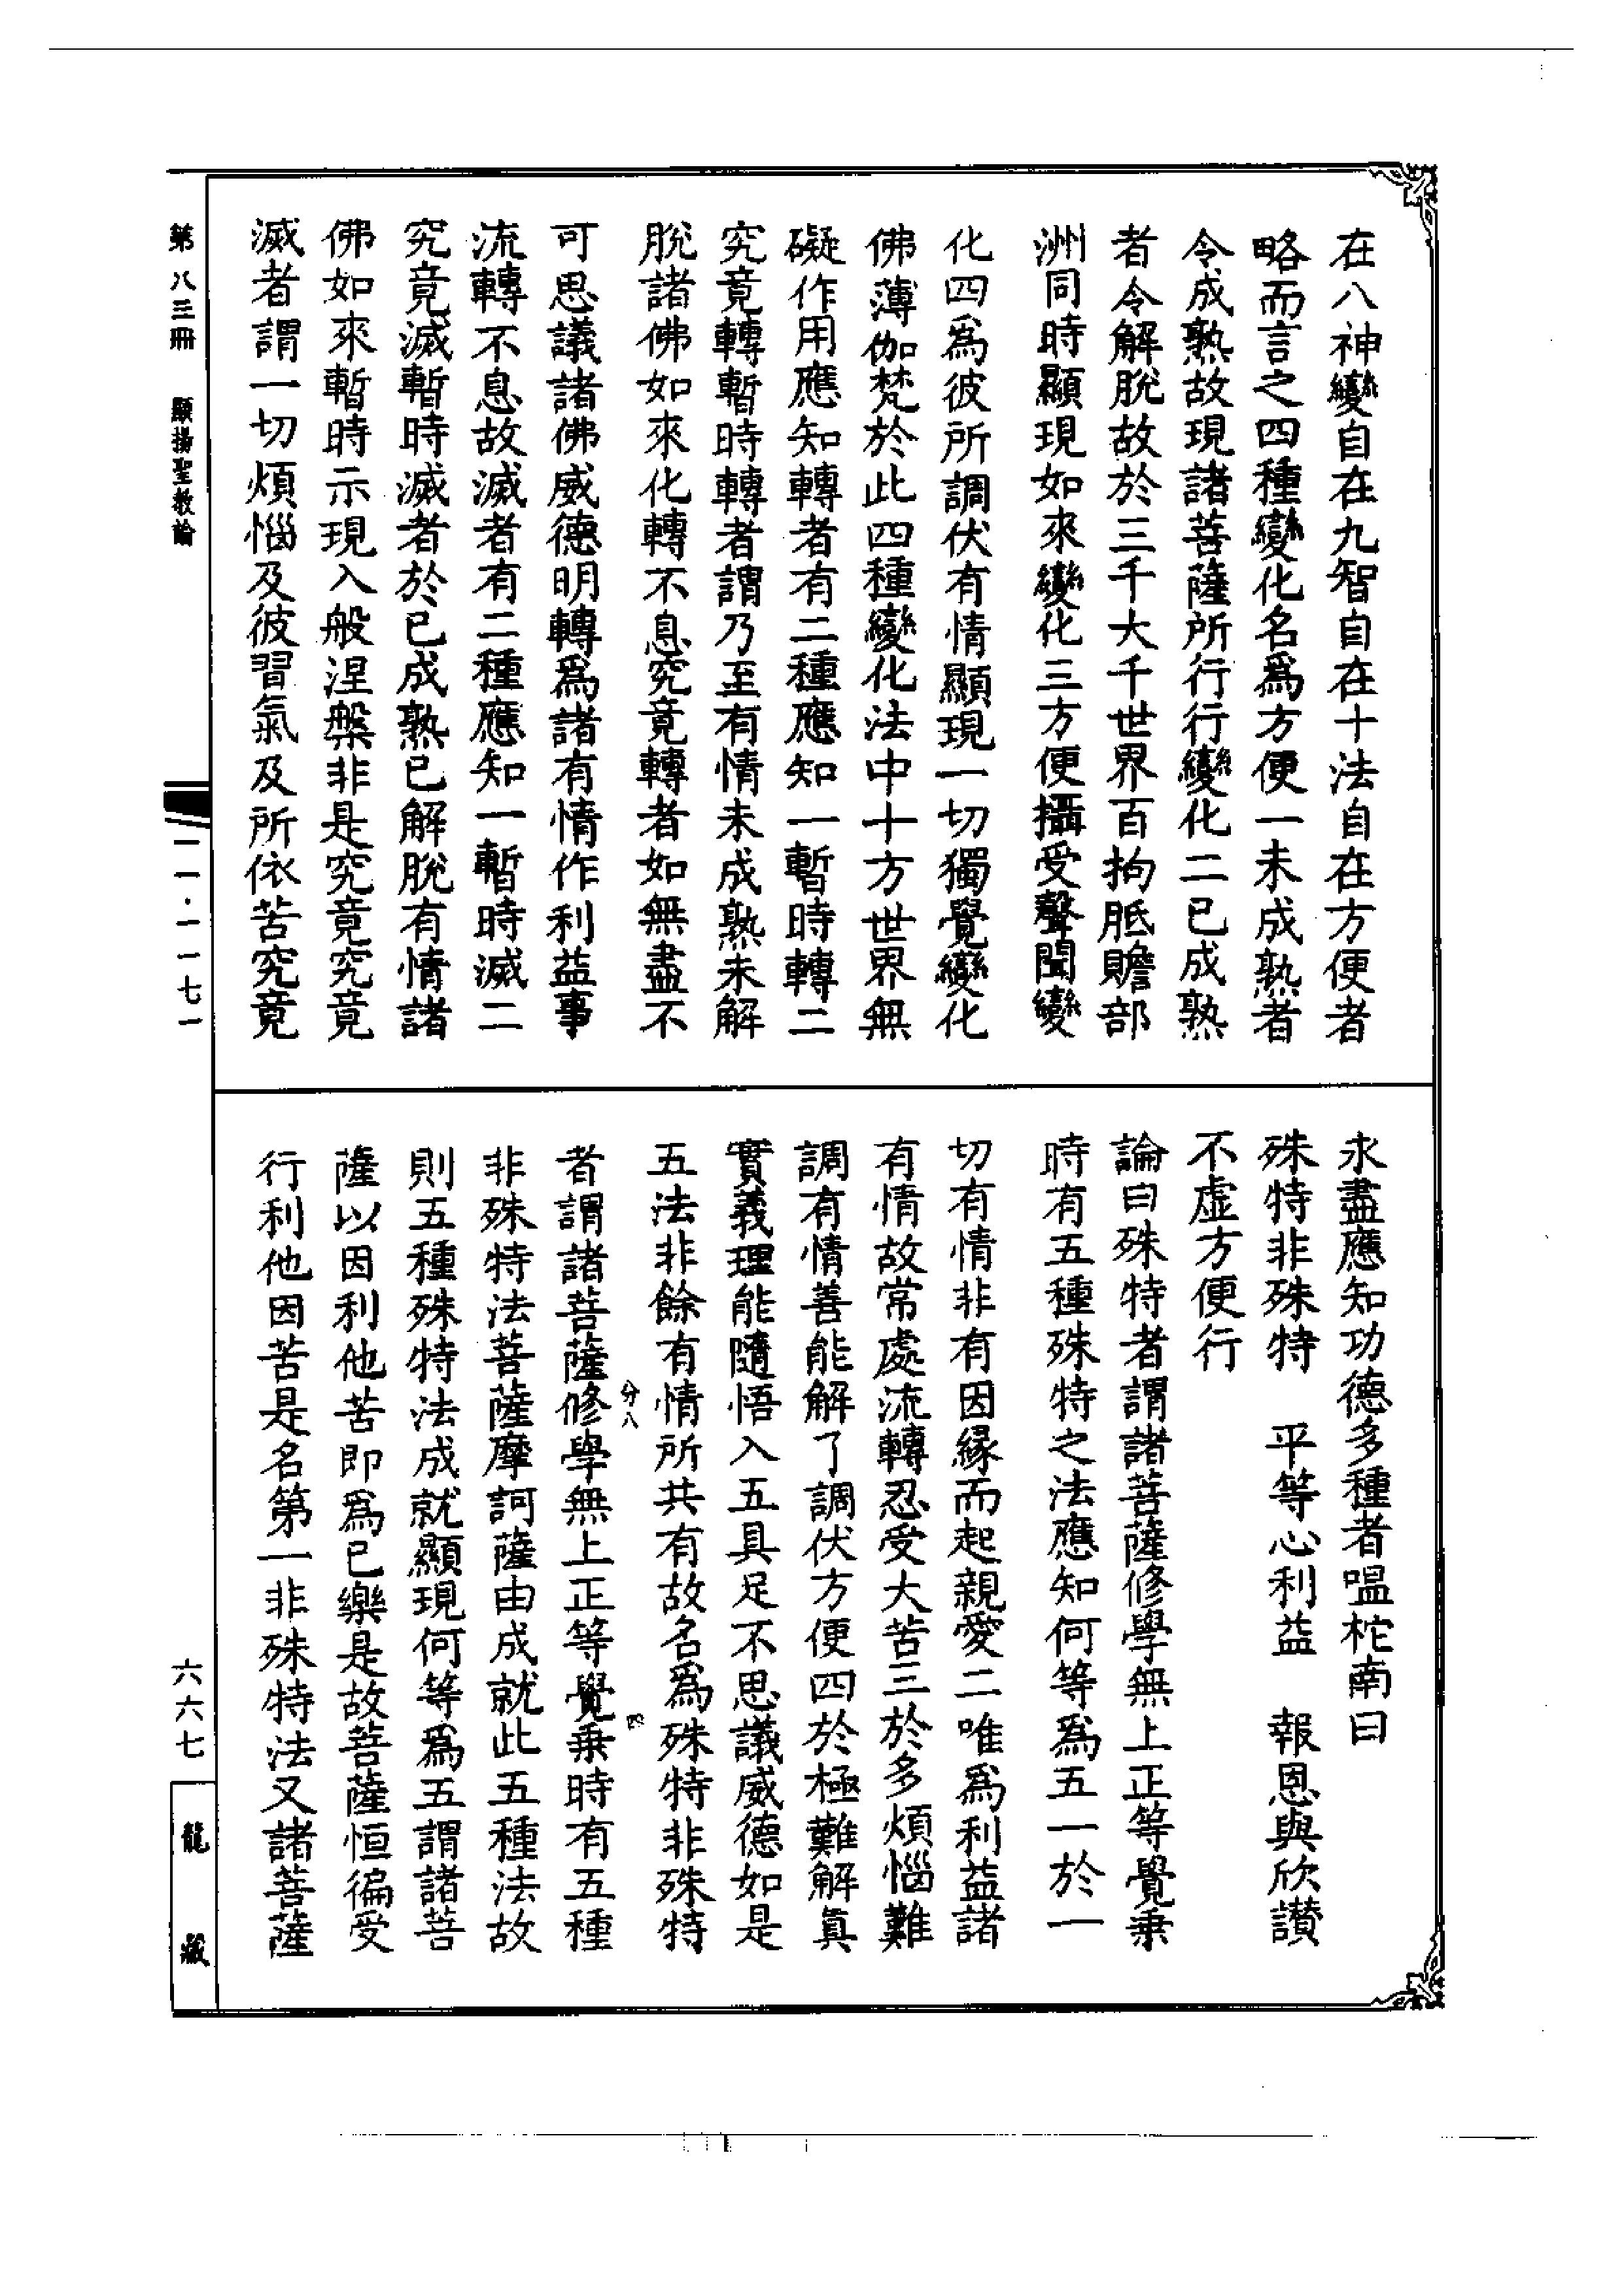 在八神變自在九智自在十法自在方便者
略而言之四種變化名爲方便一未成熟者
令成熟故現諸菩薩所行行變化二已成熟
者令解脫故於三千大千世界百拘胝贍部
洲同時顯現如來變化三方便攝受聲聞變
化四爲彼所調伏有情顯現一切獨覺變化
佛薄伽梵於此四種變化法中十方世界無
礙作用應知轉者有二種應知一暫時轉二
究竟轉暫時轉者謂乃至有情未成熟未解
脫諸佛如來化轉不息究竟轉者如無盡不
可思議諸佛威德明轉爲諸有情作利益事
流轉不息故滅者有二種應知一暫時滅二
究竟滅暫時滅者於已成熟已解脫有情諸
佛如來暫時示現入般涅槃非是究竟究竟
滅者謂一切煩惱及彼習氣及所依苦究竟
永盡應知功德多種者嗢柁南曰
殊特非殊特　平等心利益　報恩與欣讃
不虛方便行
論曰殊特者謂諸菩薩修學無上正等覺乗
時有五種殊特之法應知何等爲五一於一
切有情非有因緣而起親愛二唯爲利益諸
有情故常處流轉忍受大苦三於多煩惱難
調有情善能解了調伏方便四於極難解眞
實義理能隨悟入五具足不思議威德如是
五法非餘有情所共有故名爲殊特非殊特
分八　四
者謂諸菩薩修學無上正等覺乗時有五種
非殊特法菩薩摩訶薩由成就此五種法故
則五種殊特法成就顯現何等爲五謂諸菩
薩以因利他苦即爲己樂是故菩薩恒徧受
行利他因苦是名第一非殊特法又諸菩薩
第八三冊　顯揚聖教論
一一·一一七一
六六七
龍藏